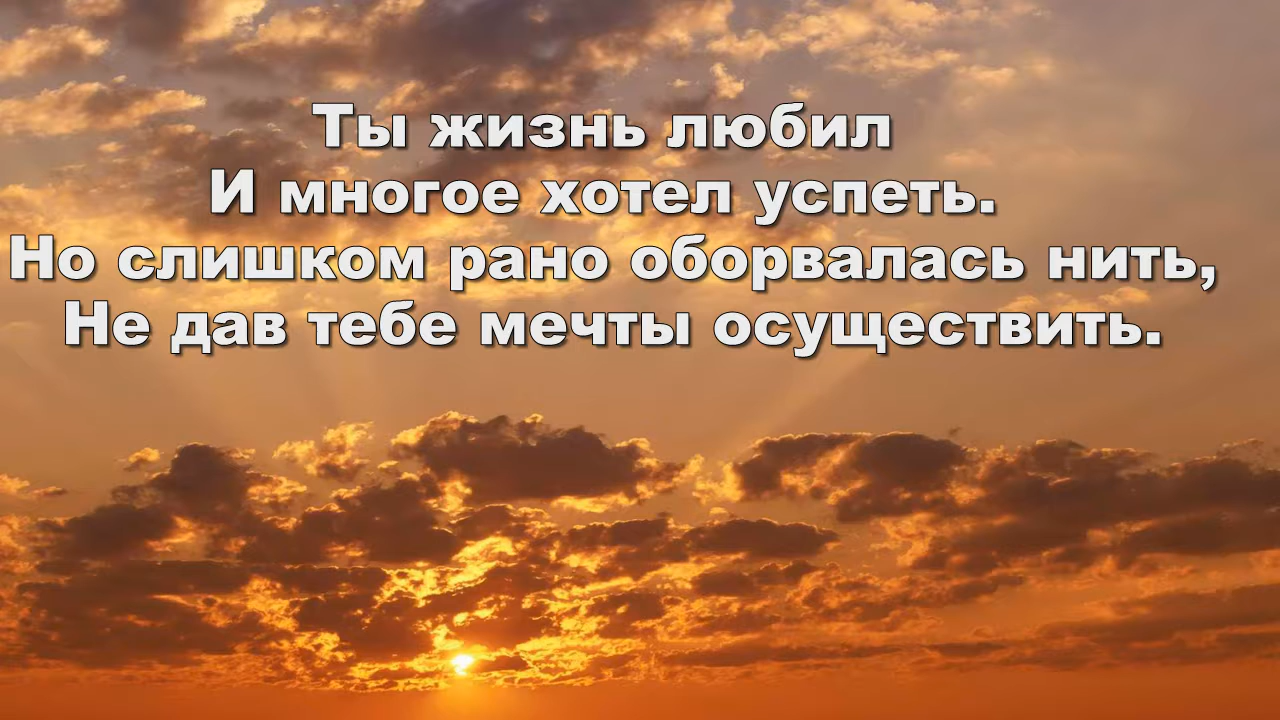 Ты жизнь любил
И многое хотел успеть.
Но слишком рано оборвалась нить,
Не дав тебе мечты осуществить.